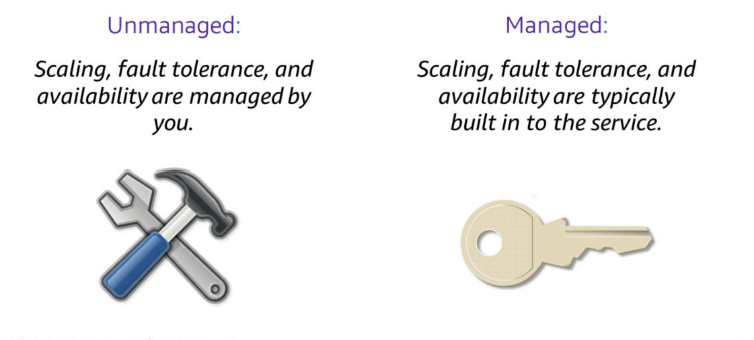 Unmanaged:
Scaling, fault tolerance, and
availability are managed by
you.
Managed:
Scaling, fault tolerance, and
availability are typically
built in to the service.